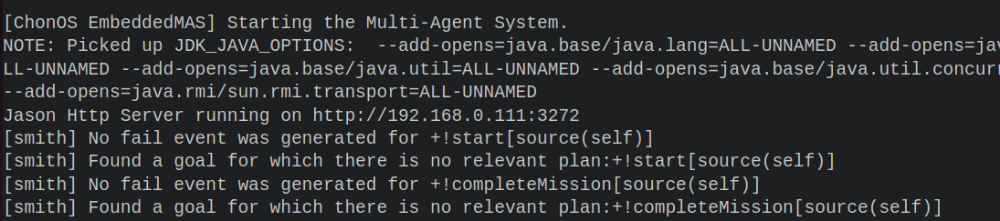 [ChonOS EmbeddedMAS] Starting the Multi-Agent System.
NOTE: Picked up JDK_JAVA_OPTIONS:  --add-opens=java.base/java.lang=ALL-UNNAMED --add-opens=jav
LL-UNNAMED --add-opens=java.base/java.util=ALL-UNNAMED --add-opens=java.base/java.util.concur
--add-opens=java.rmi/sun.rmi.transport=ALL-UNNAMED
Jason Http Server running on http://192.168.0.111:3272
[smith] No fail event was generated for +!start[source(self)]
[smith] Found a goal for which there is no relevant plan:+!start[source(self)]
[smith] No fail event was generated for +!completeMission[source(self)]
[smith] Found a goal for which there is no relevant plan:+!completeMission[source(self)]